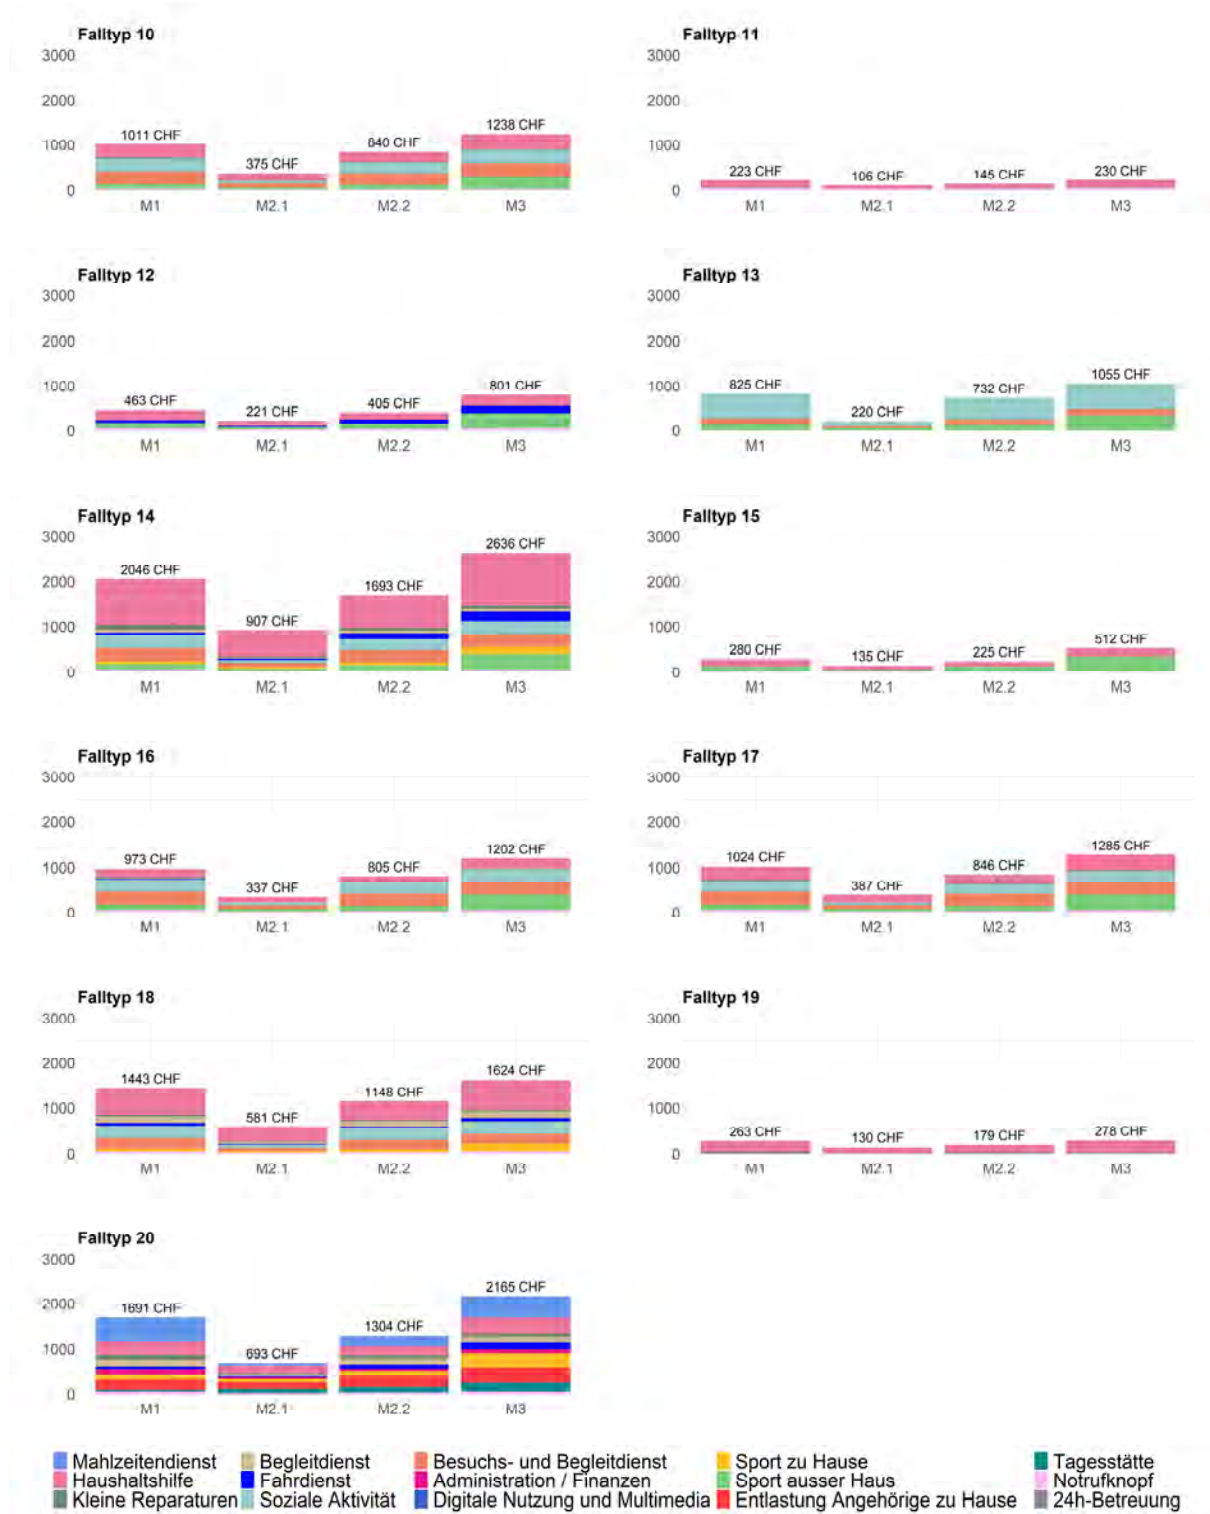 Falltyp 10
3000
2000
1000
0
1011 CHF
375 CHF
840 CHF
1238 CHF
M1
M2.1
M2.2
M3
Falltyp 11
3000
2000
1000
0
223 CHF
106 CHF
145 CHF
230 CHF
M1
M2.1
M2.2
M3
Falltyp 12
3000
2000
1000
0
463 CHF
221 CHF
405 CHF
801 CHF
M1
M2.1
M2.2
M3
Falltyp 13
3000
2000
1000
0
825 CHF
220 CHF
732 CHF
1055 CHF
M1
M2.1
M2.2
M3
Falltyp 14
3000
2000
1000
0
2046 CHF
907 CHF
1693 CHF
2636 CHF
M1
M2.1
M2.2
M3
Falltyp 15
3000
2000
1000
0
280 CHF
135 CHF
225 CHF
512 CHF
M1
M2.1
M2.2
M3
Falltyp 16
3000
2000
1000
0
973 CHF
337 CHF
805 CHF
1202 CHF
M1
M2.1
M2.2
M3
Falltyp 17
3000
2000
1000
0
1024 CHF
387 CHF
846 CHF
1285 CHF
M1
M2.1
M2.2
M3
Falltyp 18
3000
2000
1000
0
1443 CHF
581 CHF
1148 CHF
1624 CHF
M1
M2.1
M2.2
M3
Falltyp 19
3000
2000
1000
0
263 CHF
130 CHF
179 CHF
278 CHF
M1
M2.1
M2.2
M3
Falltyp 20
3000
2000
1000
0
1691 CHF
693 CHF
1304 CHF
2165 CHF
M1
M2.1
M2.2
M3
Mahlzeitendienst
Haushaltshilfe
Kleine Reparaturen
Begleitdienst
Fahrdienst
Soziale Aktivität
Besuchs- und Begleitdienst
Administration / Finanzen
Digitale Nutzung und Multimedia
Sport zu Hause
Sport ausser Haus
Entlastung Angehörige zu Hause
Tagesstätte
Notrufknopf
24h-Betreuung